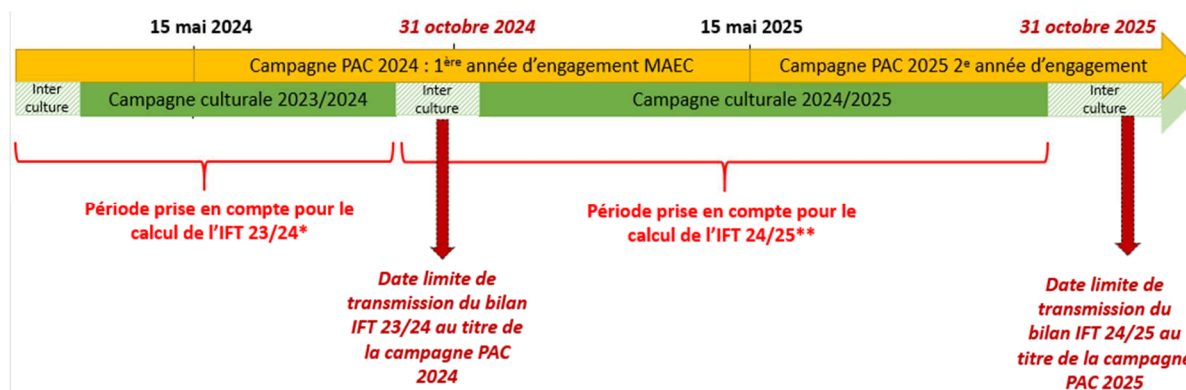 15 mai 2024
31 octobre 2024
15 mai 2025
31 octobre 2025
Campagne PAC 2024 : 1ère année d'engagement MAEC
Campagne PAC 2025 2e année d'engagement
Inter
culture
Campagne culturale 2023/2024
Inter
culture
Campagne culturale 2024/2025
Inter
culture
Période prise en compte pour le
calcul de l'IFT 23/24*
Période prise en compte pour le
calcul de l'IFT 24/25**
Date limite de
transmission du bilan
IFT 23/24 au titre de
la campagne PAC
2024
Date limite de
transmission du
bilan IFT 24/25 au
titre de la campagne
PAC 2025